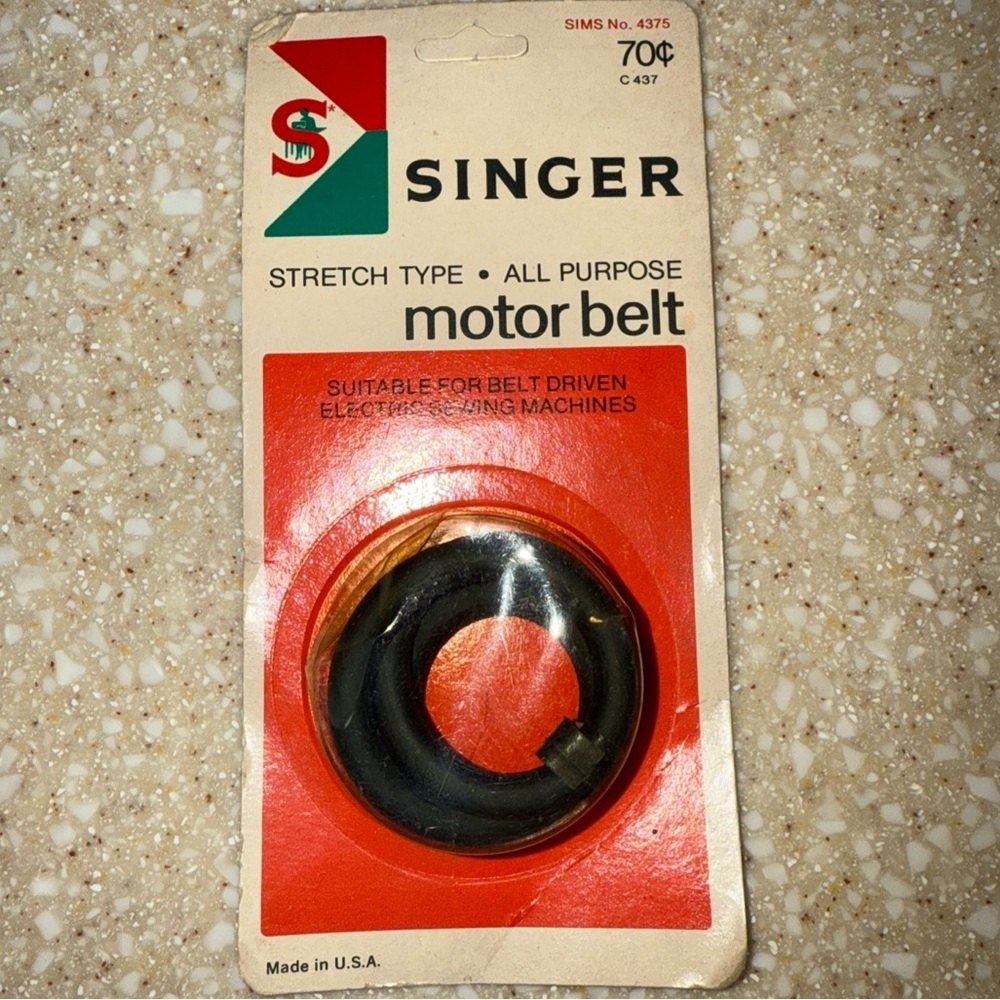 SIMS No. 4375
70¢
C 437
S*
SINGER
STRETCH TYPE • ALL PURPOSE
motor belt
SUITABLE FOR BELT DRIVEN
ELECTRIC SEWING MACHINES
Made in U.S.A.